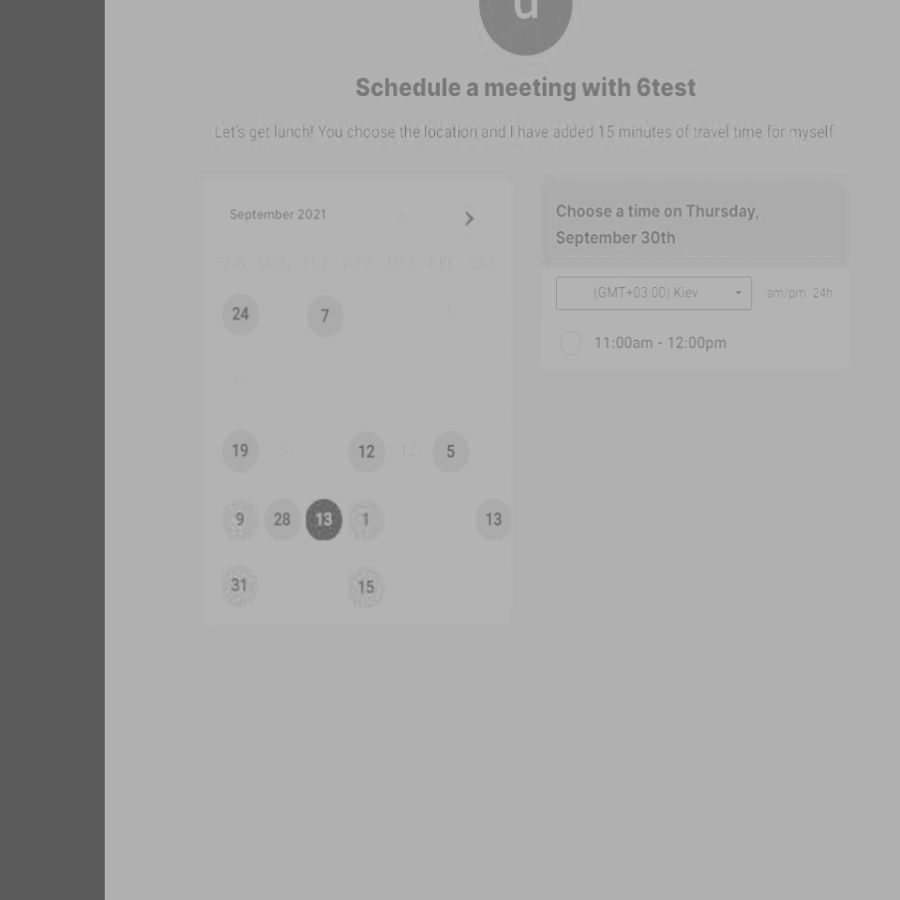 d
Schedule a meeting with 6test
Let's get lunch! You choose the location and I have added 15 minutes of travel time for myself.
September 2021
SUN MON TUE WED THU FRI SAT
24 7
19 5 12 12 5
9 28 13 1 13
31 15
Choose a time on Thursday,
September 30th
(GMT+03:00) Kiev am/pm 24h
11:00am - 12:00pm